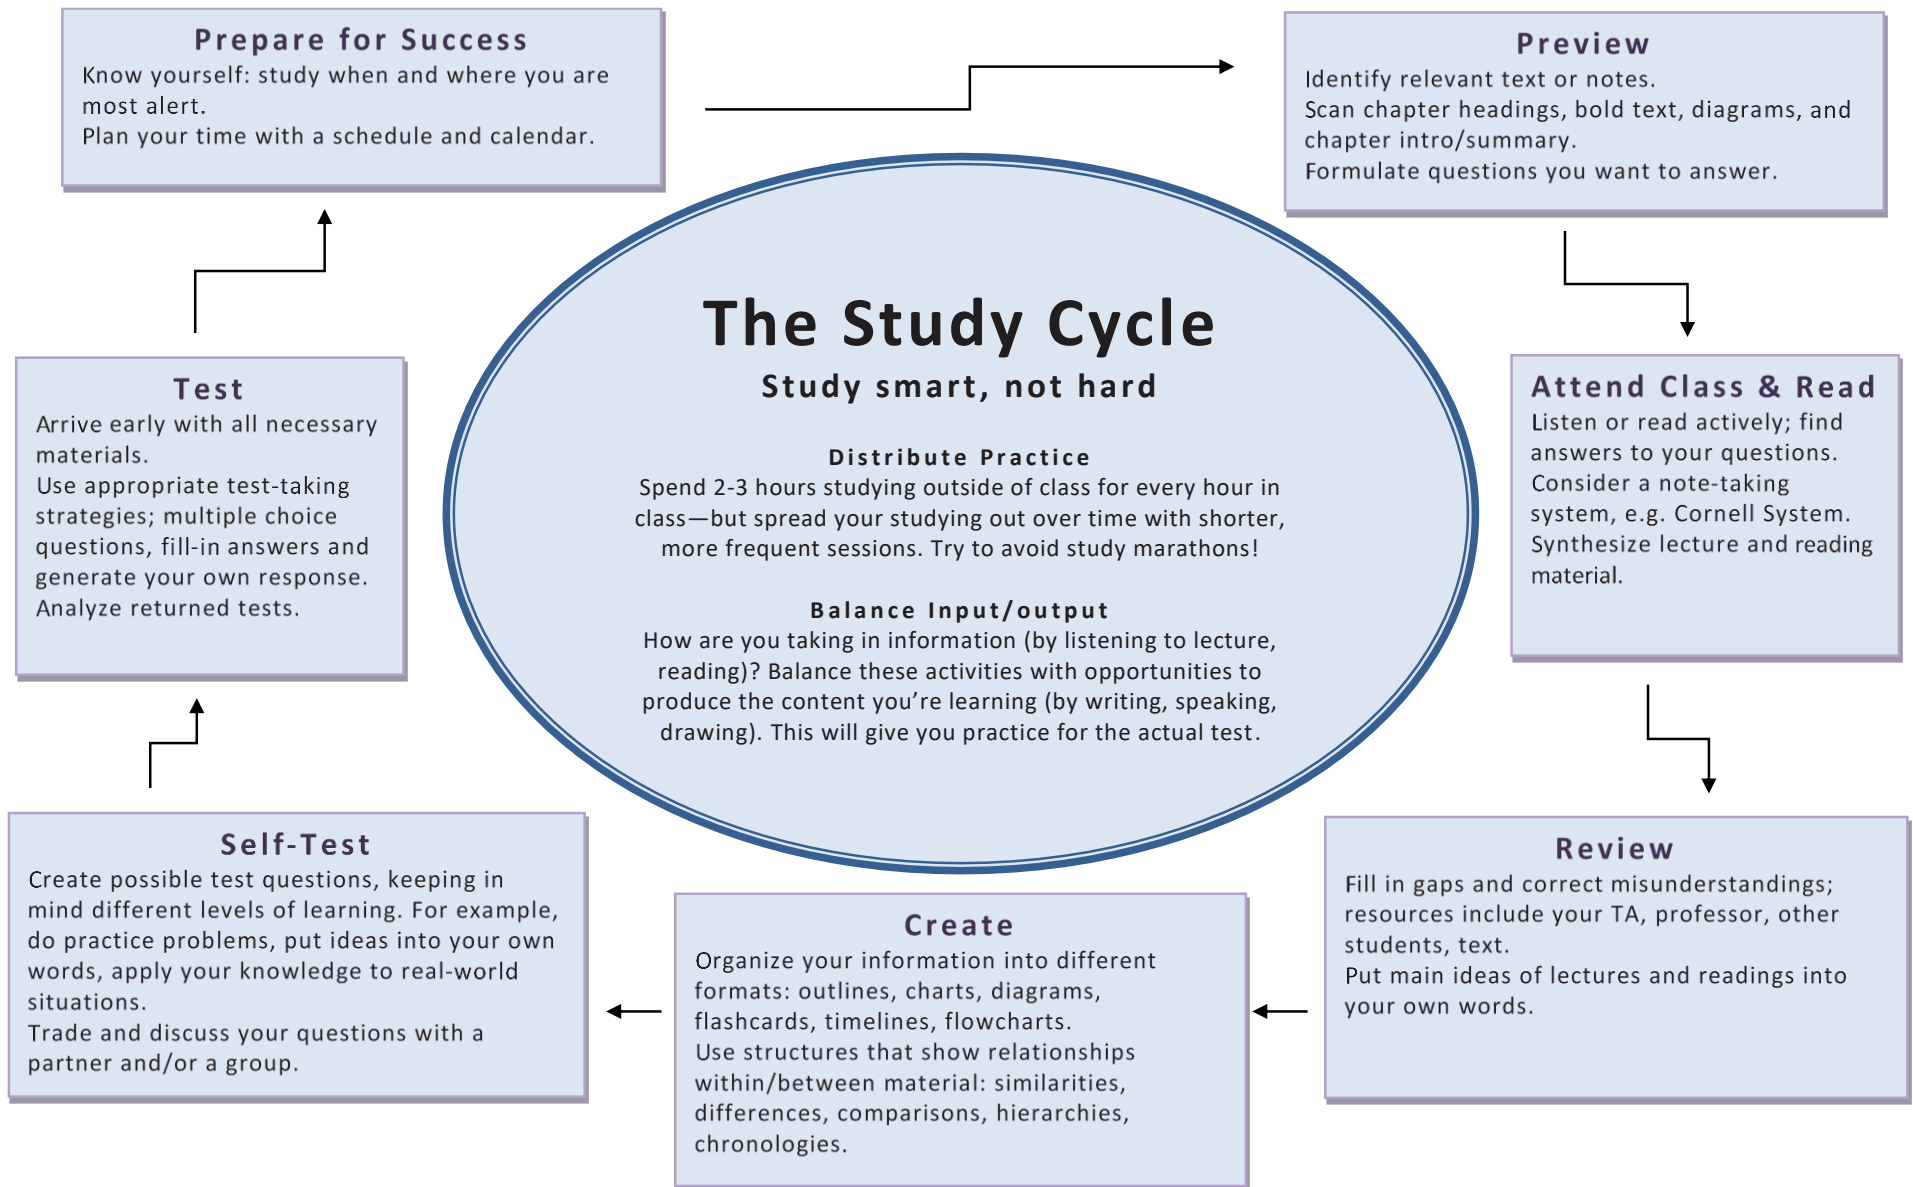 Prepare for Success
Know yourself: study when and where you are
most alert.
Plan your time with a schedule and calendar.
Preview
Identify relevant text or notes.
Scan chapter headings, bold text, diagrams, and
chapter intro/summary.
Formulate questions you want to answer.
The Study Cycle
Study smart, not hard
Distribute Practice
Spend 2-3 hours studying outside of class for every hour in
class—but spread your studying out over time with shorter,
more frequent sessions. Try to avoid study marathons!
Balance Input/output
How are you taking in information (by listening to lecture,
reading)? Balance these activities with opportunities to
produce the content you’re learning (by writing, speaking,
drawing). This will give you practice for the actual test.
Attend Class & Read
Listen or read actively; find
answers to your questions.
Consider a note-taking
system, e.g. Cornell System.
Synthesize lecture and reading
material.
Review
Fill in gaps and correct misunderstandings;
resources include your TA, professor, other
students, text.
Put main ideas of lectures and readings into
your own words.
Create
Organize your information into different
formats: outlines, charts, diagrams,
flashcards, timelines, flowcharts.
Use structures that show relationships
within/between material: similarities,
differences, comparisons, hierarchies,
chronologies.
Self-Test
Create possible test questions, keeping in
mind different levels of learning. For example,
do practice problems, put ideas into your own
words, apply your knowledge to real-world
situations.
Trade and discuss your questions with a
partner and/or a group.
Test
Arrive early with all necessary
materials.
Use appropriate test-taking
strategies; multiple choice
questions, fill-in answers and
generate your own response.
Analyze returned tests.